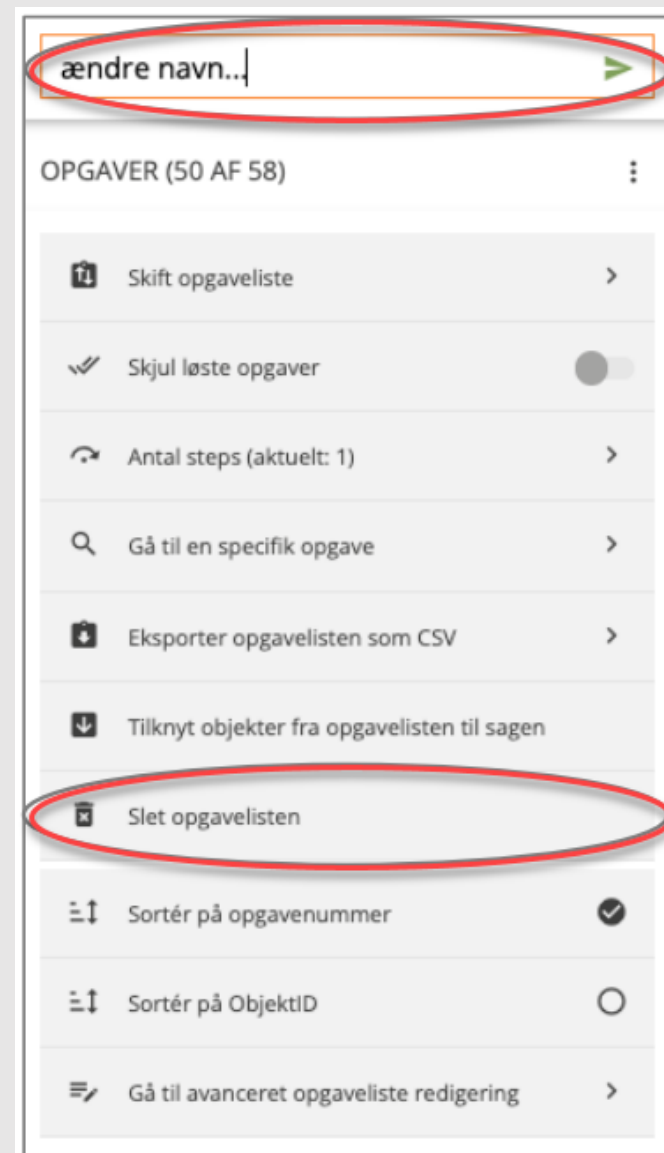 ændre navn...
OPGAVER (50 AF 58)
Skift opgaveliste
Skjul løste opgaver
Antal steps (aktuelt: 1)
Gå til en specifik opgave
Eksporter opgavelisten som CSV
Tilknyt objekter fra opgavelisten til sagen
Slet opgavelisten
Sortér på opgavenummer
Sortér på ObjektID
Gå til avanceret opgaveliste redigering